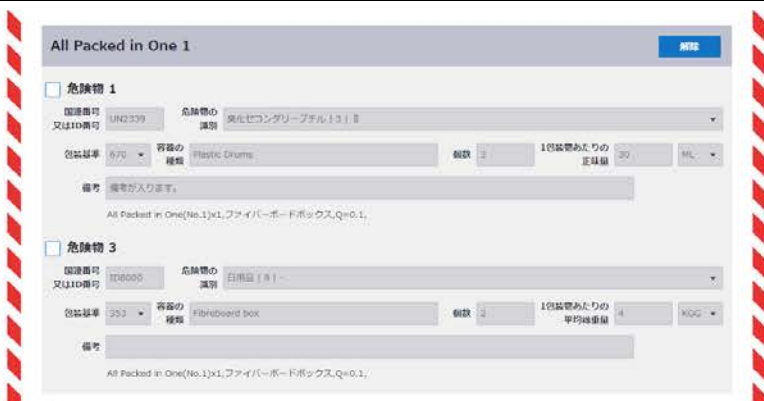 All Packed in One 1 解除
危険物 1
国連番号又はID番号 UN2339 危険物の識別 臭化セコンダリーブチル | 3 | Ⅱ
包装基準 670 容器の種類 Plastic Drums 個数 3 1包装物あたりの正味量 30 ML
備考 備考が入ります。
All Packed in One(No.1)x1,ファイバーボードボックス,Q=0.1,
危険物 3
国連番号又はID番号 ID8000 危険物の識別 日用品 | 9 | -
包装基準 353 容器の種類 Fibreboard box 個数 2 1包装物あたりの平均総重量 4 KGG
備考
All Packed in One(No.1)x1,ファイバーボードボックス,Q=0.1,